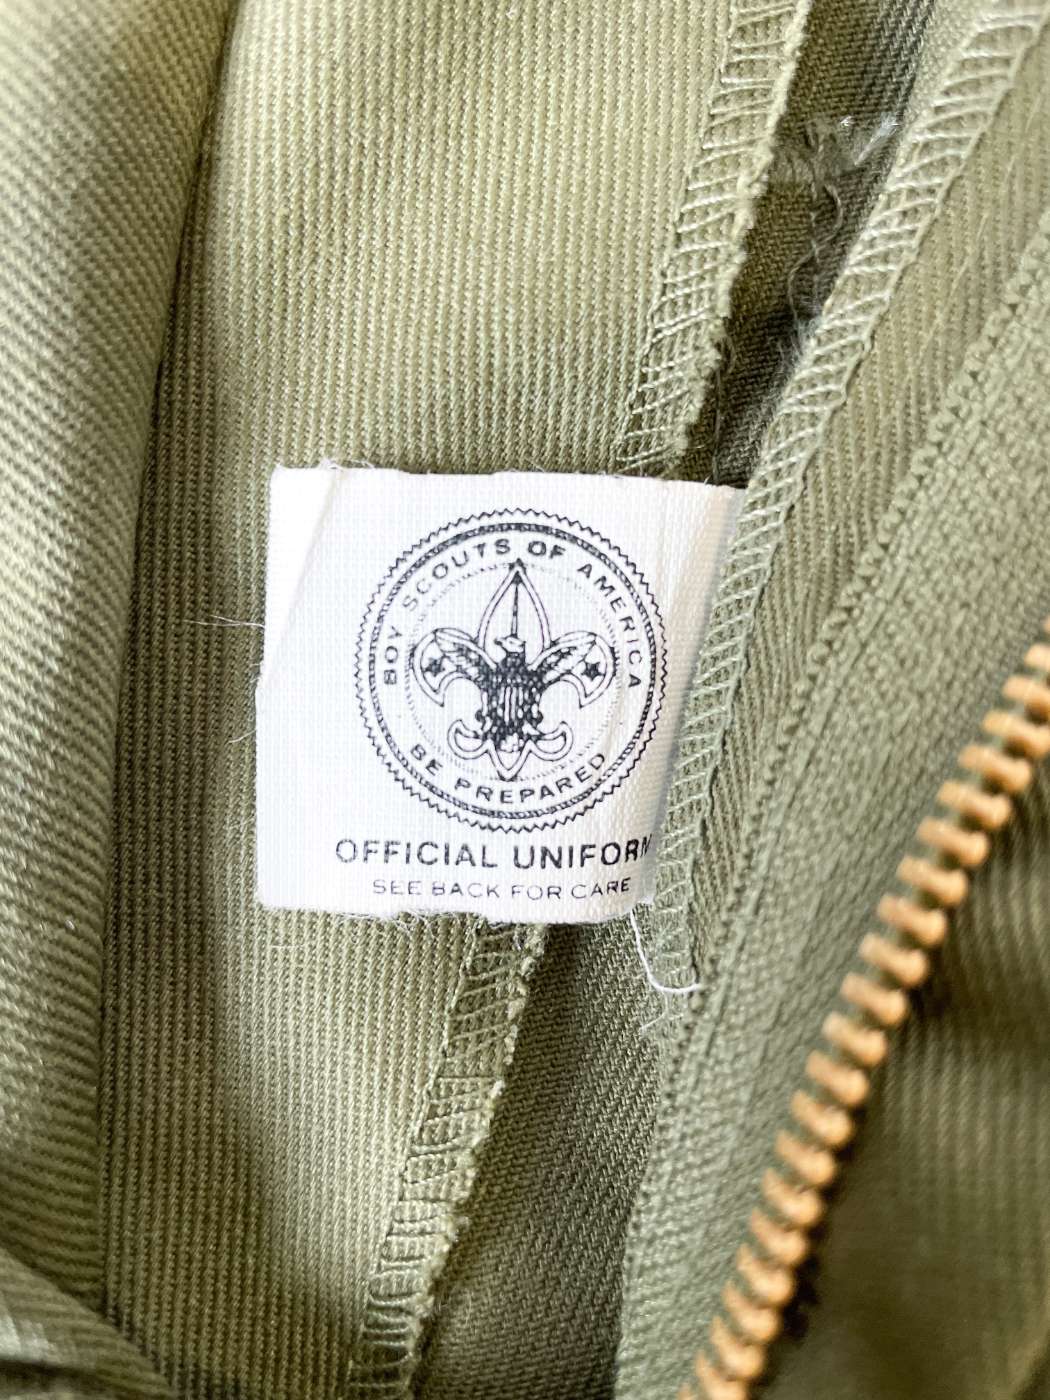 BOY SCOUTS OF AMERICA
BE PREPARED
OFFICIAL UNIFORM
SEE BACK FOR CARE